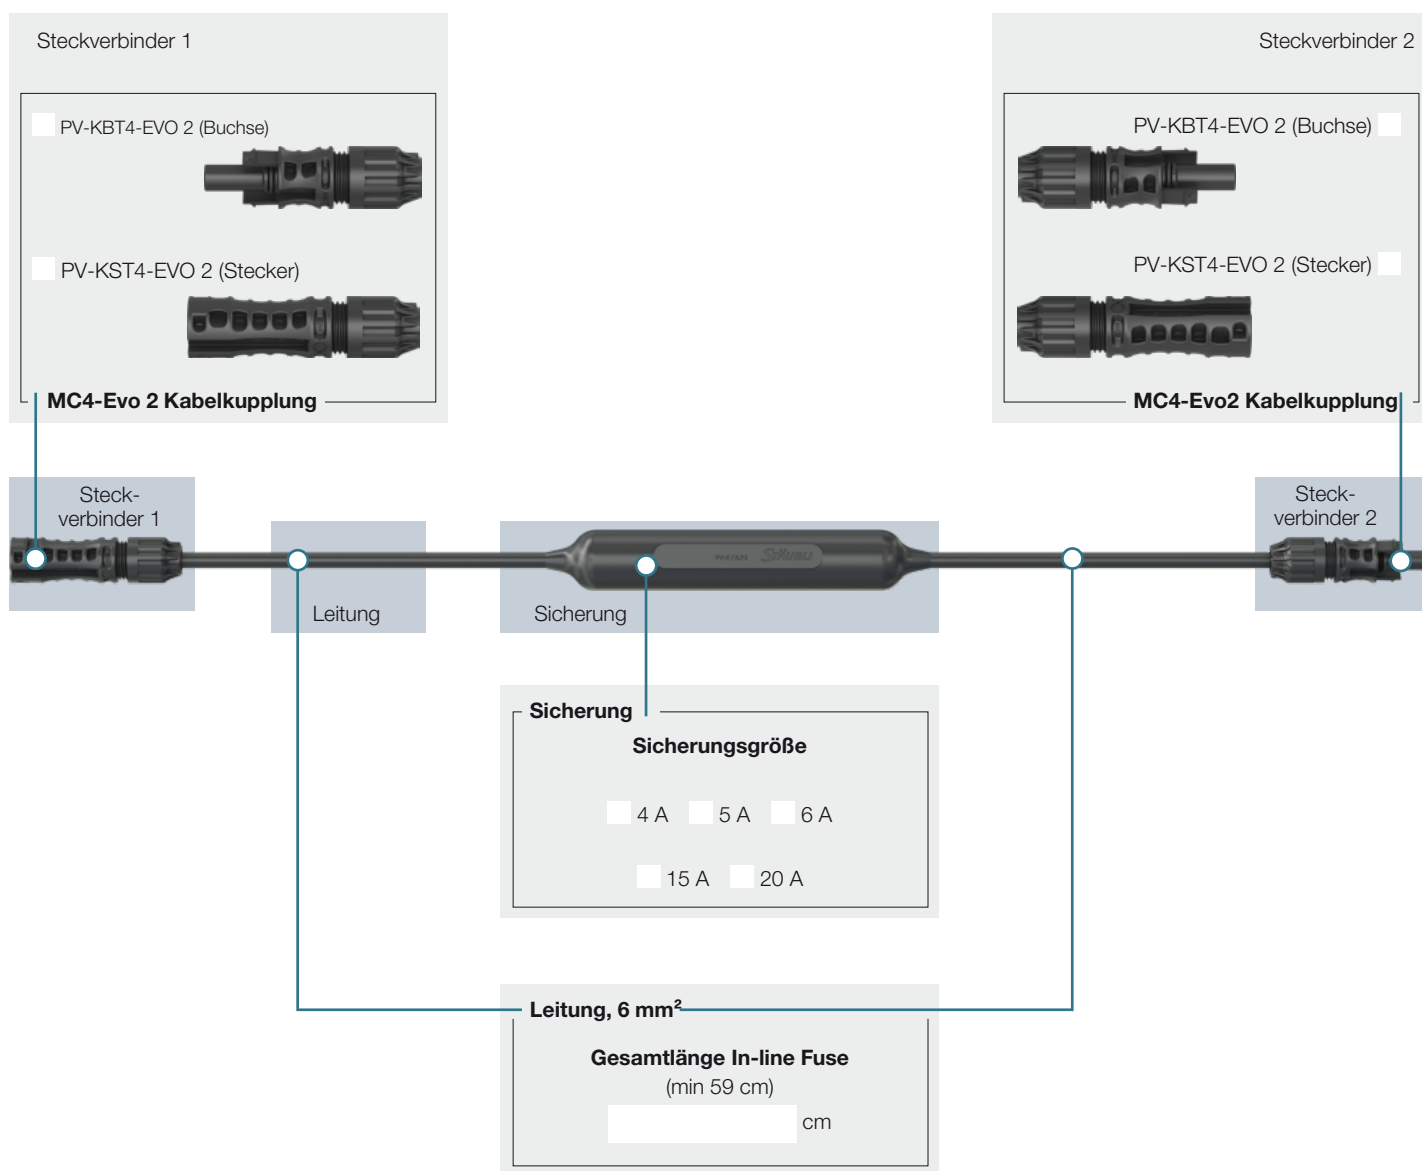 Steckverbinder 1
PV-KBT4-EVO 2 (Buchse)
PV-KST4-EVO 2 (Stecker)
MC4-Evo 2 Kabelkupplung
Steckverbinder 2
PV-KBT4-EVO 2 (Buchse)
PV-KST4-EVO 2 (Stecker)
MC4-Evo2 Kabelkupplung
Steck-
verbinder 1
Leitung
STÄUBLI
Sicherung
Steck-
verbinder 2
Sicherung
Sicherungsgröße
4 A 5 A 6 A
15 A 20 A
Leitung, 6 mm²
Gesamtlänge In-line Fuse
(min 59 cm)
cm